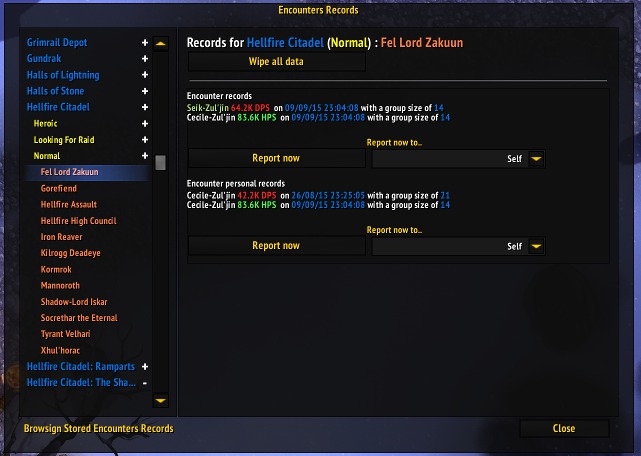 Encounters Records
Grimrail Depot +
Gundrak +
Halls of Lightning +
Halls of Stone +
Hellfire Citadel +
Heroic +
Looking For Raid +
Normal +
Fel Lord Zakuun
Gorefiend
Hellfire Assault
Hellfire High Council
Iron Reaver
Kilrogg Deadeye
Kormrok
Mannoroth
Shadow-Lord Iskar
Socrethar the Eternal
Tyrant Velhari
Xhul'horac
Hellfire Citadel: Ramparts +
Hellfire Citadel: The Sha... -
Records for Hellfire Citadel (Normal) : Fel Lord Zakuun
Wipe all data
Encounter records
Seik-Zul'jin 64.2K DPS on 09/09/15 23:04:08 with a group size of 14
Cecile-Zul'jin 83.6K HPS on 09/09/15 23:04:08 with a group size of 14
Report now to..
Report now
Self
Encounter personal records
Cecile-Zul'jin 42.2K DPS on 26/08/15 23:25:05 with a group size of 21
Cecile-Zul'jin 83.6K HPS on 09/09/15 23:04:08 with a group size of 14
Report now to..
Report now
Self
Browsign Stored Encounters Records
Close